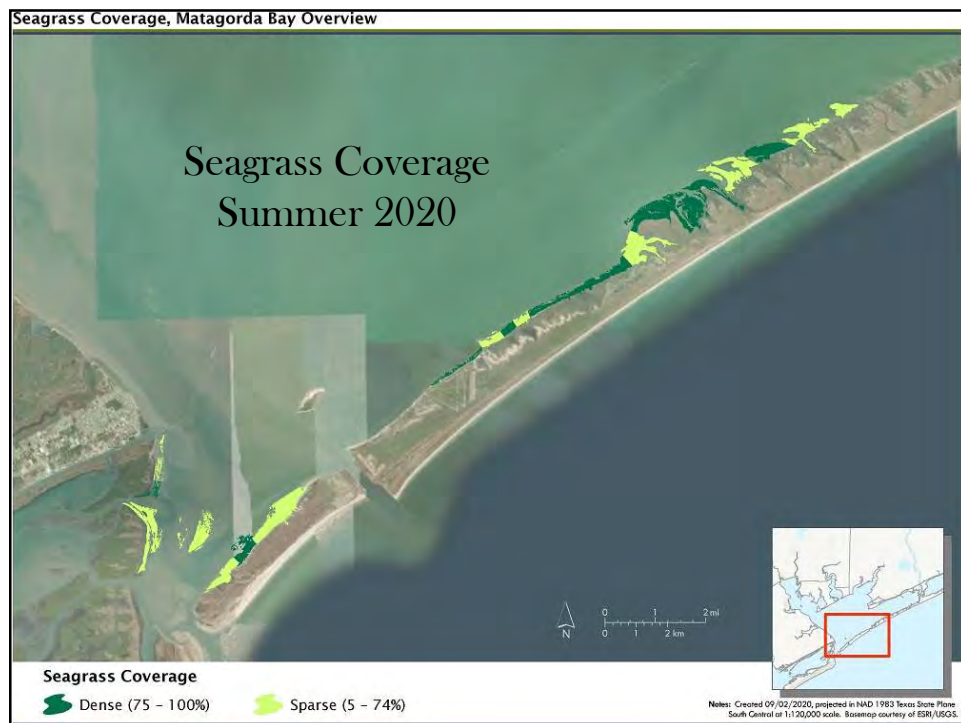 Seagrass Coverage, Matagorda Bay Overview
Seagrass Coverage
Summer 2020
N
0 1 2 mi
0 1 2 km
Seagrass Coverage
Dense (75 - 100%)
Sparse (5 - 74%)
Notes: Created 09/02/2020, projected in NAD 1983 Texas State Plane
South Central at 1:120,000 scale. Basemap courtesy of ESRI/USGS.